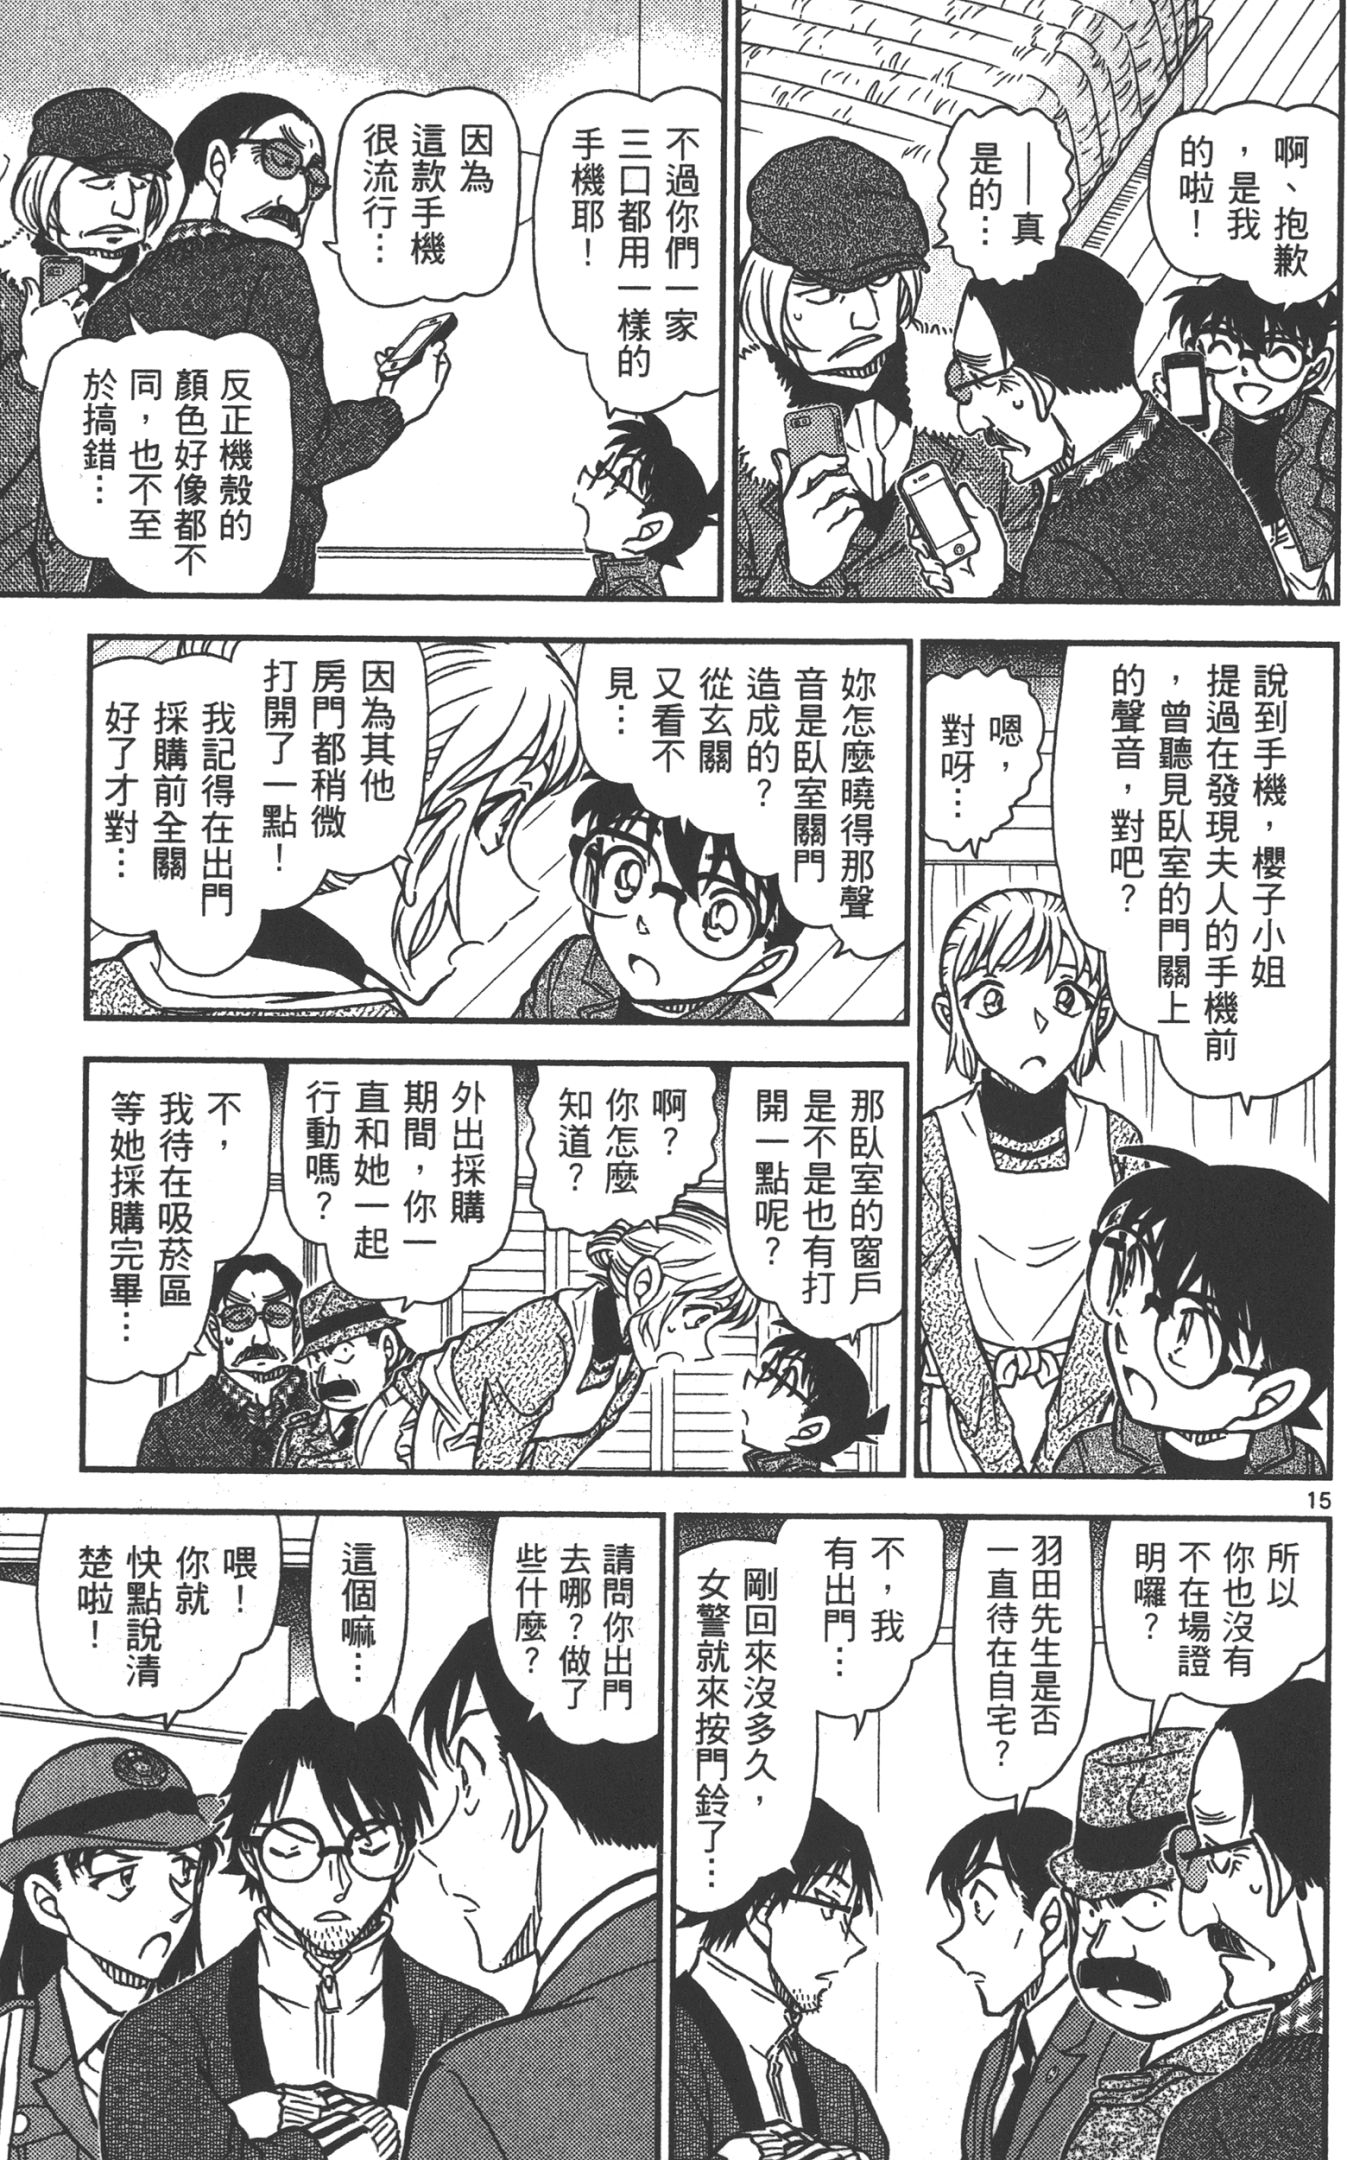 啊、抱歉
，是我
的啦！
——真
是的…
不過你們一家
三口都用一樣的
手機耶！
因為
這款手機
很流行…
反正機殼的
顏色好像都不
同，也不至
於搞錯…
說到手機，櫻子小姐
提過在發現夫人的手機前
，曾聽見臥室的門關上
的聲音，對吧？
嗯，
對呀…
妳怎麼曉得那聲
音是臥室關門
造成的？
從玄關
又看不
見…
因為其他
房門都稍微
打開了一點！
我記得在出門
採購前全關
好了才對…
那臥室的窗戶
是不是也有打
開一點呢？
啊？
你怎麼
知道？
外出採購
期間，你一
直和她一起
行動嗎？
不，
我待在吸菸區
等她採購完畢…
15
所以
你也沒有
不在場證
明囉？
羽田先生是否
一直待在自宅？
不，我
有出門…
剛回來沒多久，
女警就來按門鈴了…
請問你出門
去哪？做了
些什麼？
這個嘛…
喂！
你就
快點說清
楚啦！